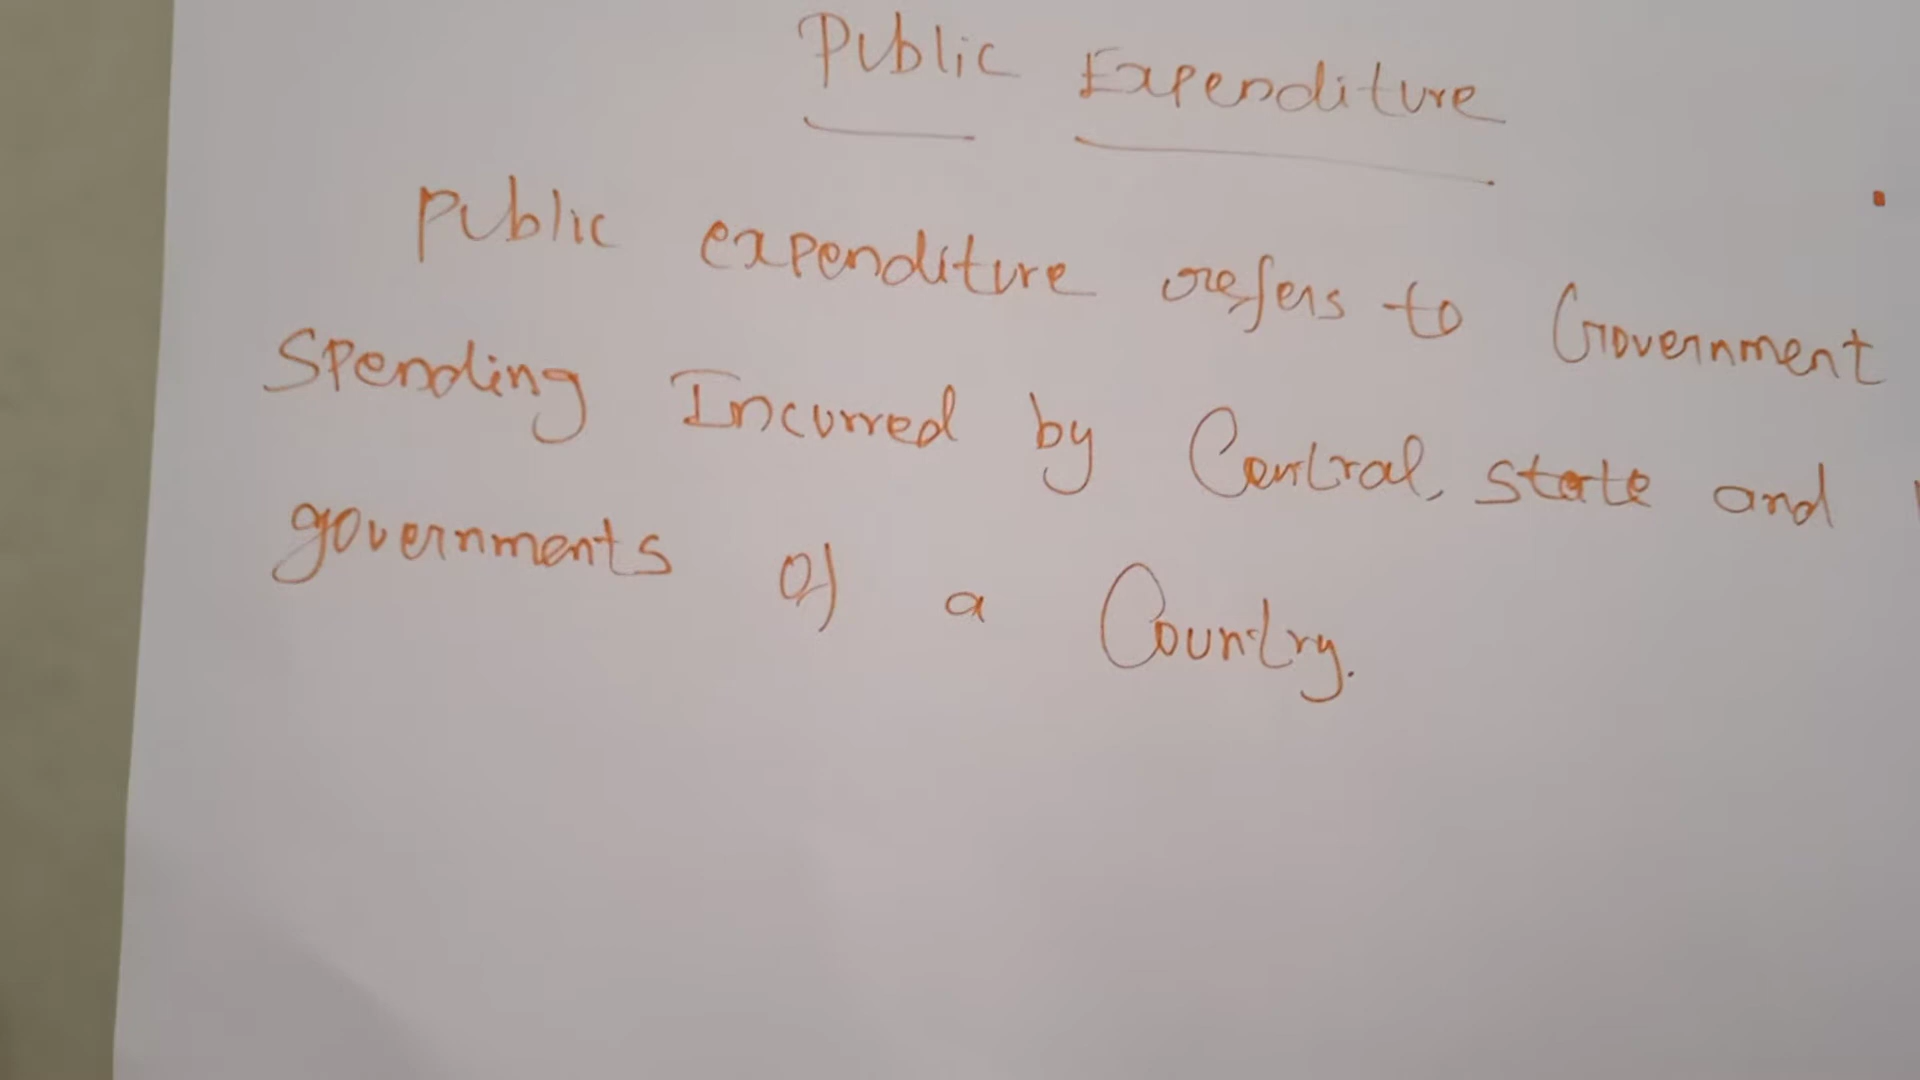 Public Expenditure
Public expenditure refers to Government
Spending Incurred by Central, state and
governments of a Country.